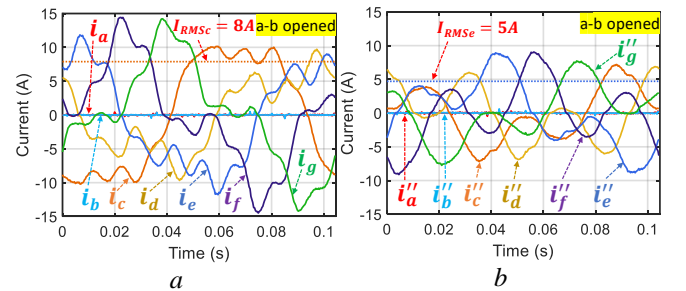 i_a
I_RMSc = 8A
a-b opened
15
10
5
0
-5
-10
-15
Current (A)
i_b i_c i_d i_e i_f i_g
0 0.02 0.04 0.06 0.08 0.1
Time (s)
a
I_RMSe = 5A
a-b opened
i''_g
15
10
5
0
-5
-10
-15
Current (A)
i''_a i''_b i''_c i''_d i''_f i''_e
0 0.02 0.04 0.06 0.08 0.1
Time (s)
b